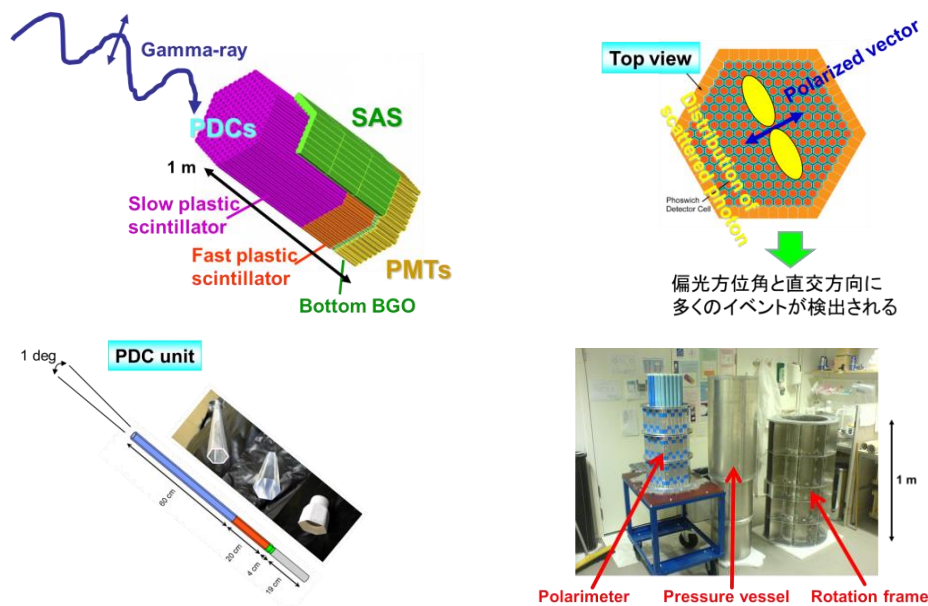 Gamma-ray
PDCs
SAS
1 m
Slow plastic
scintillator
Fast plastic
scintillator
PMTs
Bottom BGO
Top view
Polarized vector
Distribution of
scattered photon
Phoswich
Detector Cell
偏光方位角と直交方向に
多くのイベントが検出される
1 deg
PDC unit
60 cm
20 cm
4 cm
19 cm
1 m
Polarimeter
Pressure vessel
Rotation frame